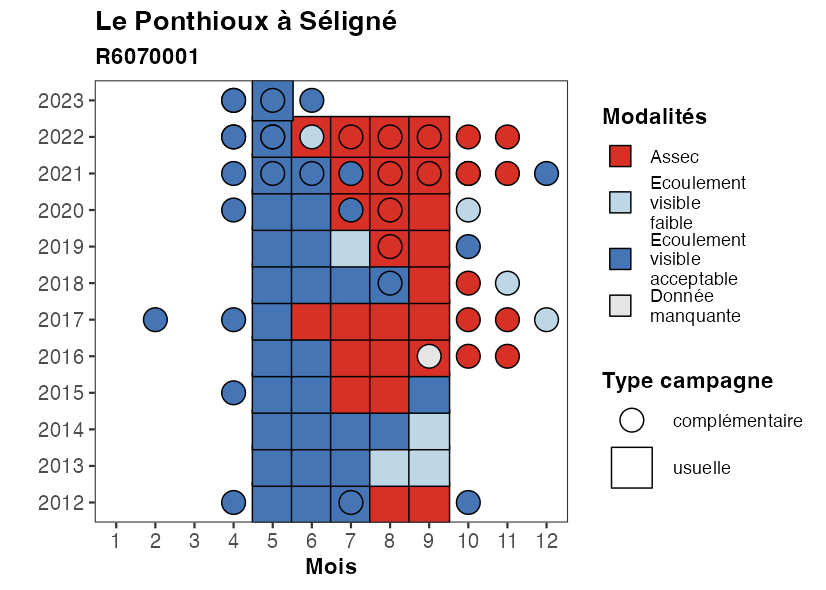 Le Ponthioux à Séligné
R6070001
2023
2022
2021
2020
2019
2018
2017
2016
2015
2014
2013
2012
1 2 3 4 5 6 7 8 9 10 11 12
Mois
Modalités
Assec
Ecoulement
visible
faible
Ecoulement
visible
acceptable
Donnée
manquante
Type campagne
complémentaire
usuelle